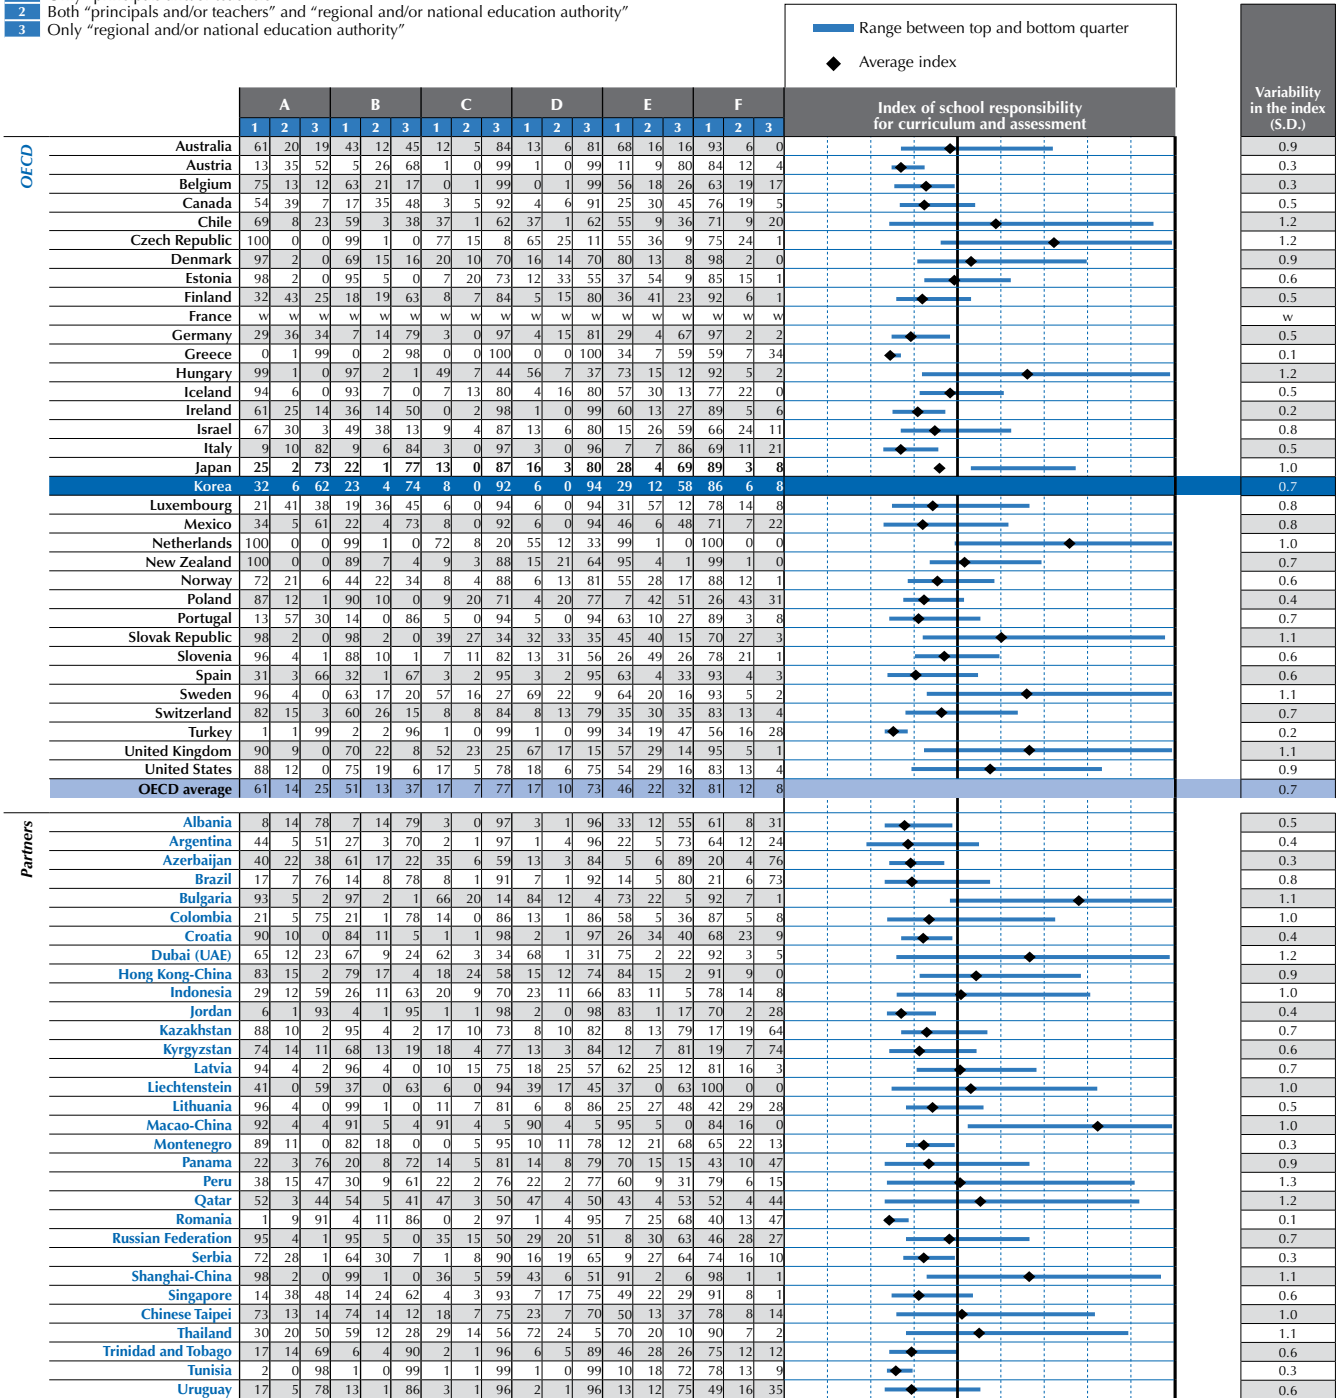 2 Both “principals and/or teachers” and “regional and/or national education authority”
3 Only “regional and/or national education authority”
Range between top and bottom quarter
Average index
A B C D E F
Index of school responsibility
for curriculum and assessment
Variability
in the index
(S.D.)
1 2 3 1 2 3 1 2 3 1 2 3 1 2 3 1 2 3
OECD
Australia 61 20 19 43 12 45 12 5 84 13 6 81 68 16 16 93 6 0 0.9
Austria 13 35 52 5 26 68 1 0 99 1 0 99 11 9 80 84 12 4 0.3
Belgium 75 13 12 63 21 17 0 1 99 0 1 99 56 18 26 63 19 17 0.3
Canada 54 39 7 17 35 48 3 5 92 4 6 91 25 30 45 76 19 5 0.5
Chile 69 8 23 59 3 38 37 1 62 37 1 62 55 9 36 71 9 20 1.2
Czech Republic 100 0 0 99 1 0 77 15 8 65 25 11 55 36 9 75 24 1 1.2
Denmark 97 2 0 69 15 16 20 10 70 16 14 70 80 13 8 98 2 0 0.9
Estonia 98 2 0 95 5 0 7 20 73 12 33 55 37 54 9 85 15 1 0.6
Finland 32 43 25 18 19 63 8 7 84 5 15 80 36 41 23 92 6 1 0.5
France w w w w w w w w w w w w w w w w w w w
Germany 29 36 34 7 14 79 3 0 97 4 15 81 29 4 67 97 2 2 0.5
Greece 0 1 99 0 2 98 0 0 100 0 0 100 34 7 59 59 7 34 0.1
Hungary 99 1 0 97 2 1 49 7 44 56 7 37 73 15 12 92 5 2 1.2
Iceland 94 6 0 93 7 0 7 13 80 4 16 80 57 30 13 77 22 0 0.5
Ireland 61 25 14 36 14 50 0 2 98 1 0 99 60 13 27 89 5 6 0.2
Israel 67 30 3 49 38 13 9 4 87 13 6 80 15 26 59 66 24 11 0.8
Italy 9 10 82 9 6 84 3 0 97 3 0 96 7 7 86 69 11 21 0.5
Japan 25 2 73 22 1 77 13 0 87 16 3 80 28 4 69 89 3 8 1.0
Korea 32 6 62 23 4 74 8 0 92 6 0 94 29 12 58 86 6 8 0.7
Luxembourg 21 41 38 19 36 45 6 0 94 6 0 94 31 57 12 78 14 8 0.8
Mexico 34 5 61 22 4 73 8 0 92 6 0 94 46 6 48 71 7 22 0.8
Netherlands 100 0 0 99 1 0 72 8 20 55 12 33 99 1 0 100 0 0 1.0
New Zealand 100 0 0 89 7 4 9 3 88 15 21 64 95 4 1 99 1 0 0.7
Norway 72 21 6 44 22 34 8 4 88 6 13 81 55 28 17 88 12 1 0.6
Poland 87 12 1 90 10 0 9 20 71 4 20 77 7 42 51 26 43 31 0.4
Portugal 13 57 30 14 0 86 5 0 94 5 0 94 63 10 27 89 3 8 0.7
Slovak Republic 98 2 0 98 2 0 39 27 34 32 33 35 45 40 15 70 27 3 1.1
Slovenia 96 4 1 88 10 1 7 11 82 13 31 56 26 49 26 78 21 1 0.6
Spain 31 3 66 32 1 67 3 2 95 3 2 95 63 4 33 93 4 3 0.6
Sweden 96 4 0 63 17 20 57 16 27 69 22 9 64 20 16 93 5 2 1.1
Switzerland 82 15 3 60 26 15 8 8 84 8 13 79 35 30 35 83 13 4 0.7
Turkey 1 1 99 2 2 96 1 0 99 1 0 99 34 19 47 56 16 28 0.2
United Kingdom 90 9 0 70 22 8 52 23 25 67 17 15 57 29 14 95 5 1 1.1
United States 88 12 0 75 19 6 17 5 78 18 6 75 54 29 16 83 13 4 0.9
OECD average 61 14 25 51 13 37 17 7 77 17 10 73 46 22 32 81 12 8 0.7
Partners
Albania 8 14 78 7 14 79 3 0 97 3 1 96 33 12 55 61 8 31 0.5
Argentina 44 5 51 27 3 70 2 1 97 1 4 96 22 5 73 64 12 24 0.4
Azerbaijan 40 22 38 61 17 22 35 6 59 13 3 84 5 6 89 20 4 76 0.3
Brazil 17 7 76 14 8 78 8 1 91 7 1 92 14 5 80 21 6 73 0.8
Bulgaria 93 5 2 97 2 1 66 20 14 84 12 4 73 22 5 92 7 1 1.1
Colombia 21 5 75 21 1 78 14 0 86 13 1 86 58 5 36 87 5 8 1.0
Croatia 90 10 0 84 11 5 1 1 98 2 1 97 26 34 40 68 23 9 0.4
Dubai (UAE) 65 12 23 67 9 24 62 3 34 68 1 31 75 2 22 92 3 5 1.2
Hong Kong-China 83 15 2 79 17 4 18 24 58 15 12 74 84 15 2 91 9 0 0.9
Indonesia 29 12 59 26 11 63 20 9 70 23 11 66 83 11 5 78 14 8 1.0
Jordan 6 1 93 4 1 95 1 1 98 2 0 98 83 1 17 70 2 28 0.4
Kazakhstan 88 10 2 95 4 2 17 10 73 8 10 82 8 13 79 17 19 64 0.7
Kyrgyzstan 74 14 11 68 13 19 18 4 77 13 3 84 12 7 81 19 7 74 0.6
Latvia 94 4 2 96 4 0 10 15 75 18 25 57 62 25 12 81 16 3 0.7
Liechtenstein 41 0 59 37 0 63 6 0 94 39 17 45 37 0 63 100 0 0 1.0
Lithuania 96 4 0 99 1 0 11 7 81 6 8 86 25 27 48 42 29 28 0.5
Macao-China 92 4 4 91 5 4 91 4 5 90 4 5 95 5 0 84 16 0 1.0
Montenegro 89 11 0 82 18 0 0 5 95 10 11 78 12 21 68 65 22 13 0.3
Panama 22 3 76 20 8 72 14 5 81 14 8 79 70 15 15 43 10 47 0.9
Peru 38 15 47 30 9 61 22 2 76 22 2 77 60 9 31 79 6 15 1.3
Qatar 52 3 44 54 5 41 47 3 50 47 4 50 43 4 53 52 4 44 1.2
Romania 1 9 91 4 11 86 0 2 97 1 4 95 7 25 68 40 13 47 0.1
Russian Federation 95 4 1 95 5 0 35 15 50 29 20 51 8 30 63 46 28 27 0.7
Serbia 72 28 1 64 30 7 1 8 90 16 19 65 9 27 64 74 16 10 0.3
Shanghai-China 98 2 0 99 1 0 36 5 59 43 6 51 91 2 6 98 1 1 1.1
Singapore 14 38 48 14 24 62 4 3 93 7 17 75 49 22 29 91 8 1 0.6
Chinese Taipei 73 13 14 74 14 12 18 7 75 23 7 70 50 13 37 78 8 14 1.0
Thailand 30 20 50 59 12 28 29 14 56 72 24 5 70 20 10 90 7 2 1.1
Trinidad and Tobago 17 14 69 6 4 90 2 1 96 6 5 89 46 28 26 75 12 12 0.6
Tunisia 2 0 98 1 0 99 1 1 99 1 0 99 10 18 72 78 13 9 0.3
Uruguay 17 5 78 13 1 86 3 1 96 2 1 96 13 12 75 49 16 35 0.6